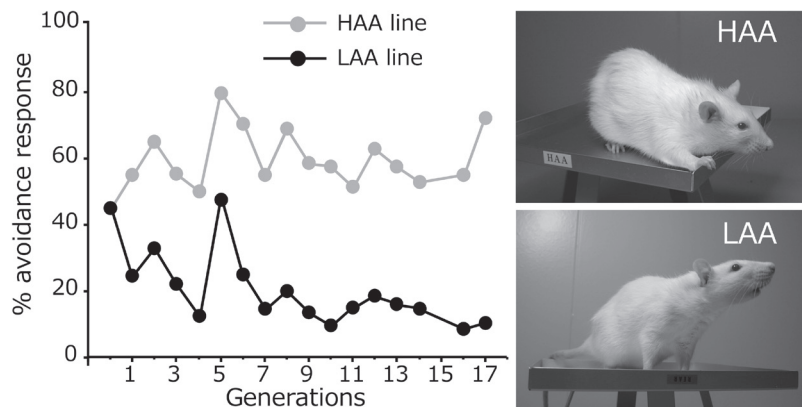 % avoidance response
100
80
60
40
20
0
HAA line
LAA line
1 3 5 7 9 11 13 15 17
Generations
HAA
HAA
LAA